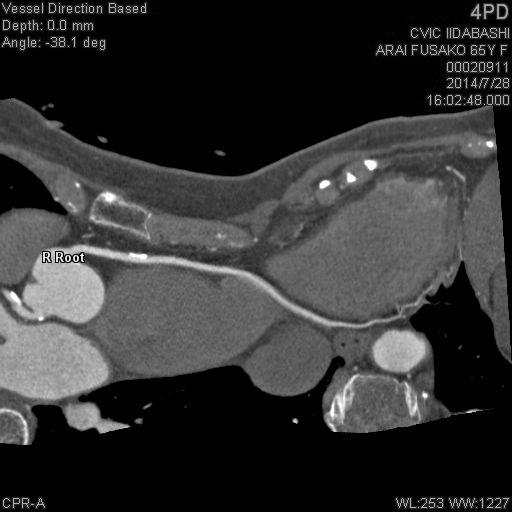 Vessel Direction Based
Depth: 0.0 mm
Angle: -38.1 deg
4PD
CVIC IIDABASHI
ARAI FUSAKO 65Y F
00020911
2014/7/28
16:02:48.000
R Root
CPR-A
WL:253 WW:1227